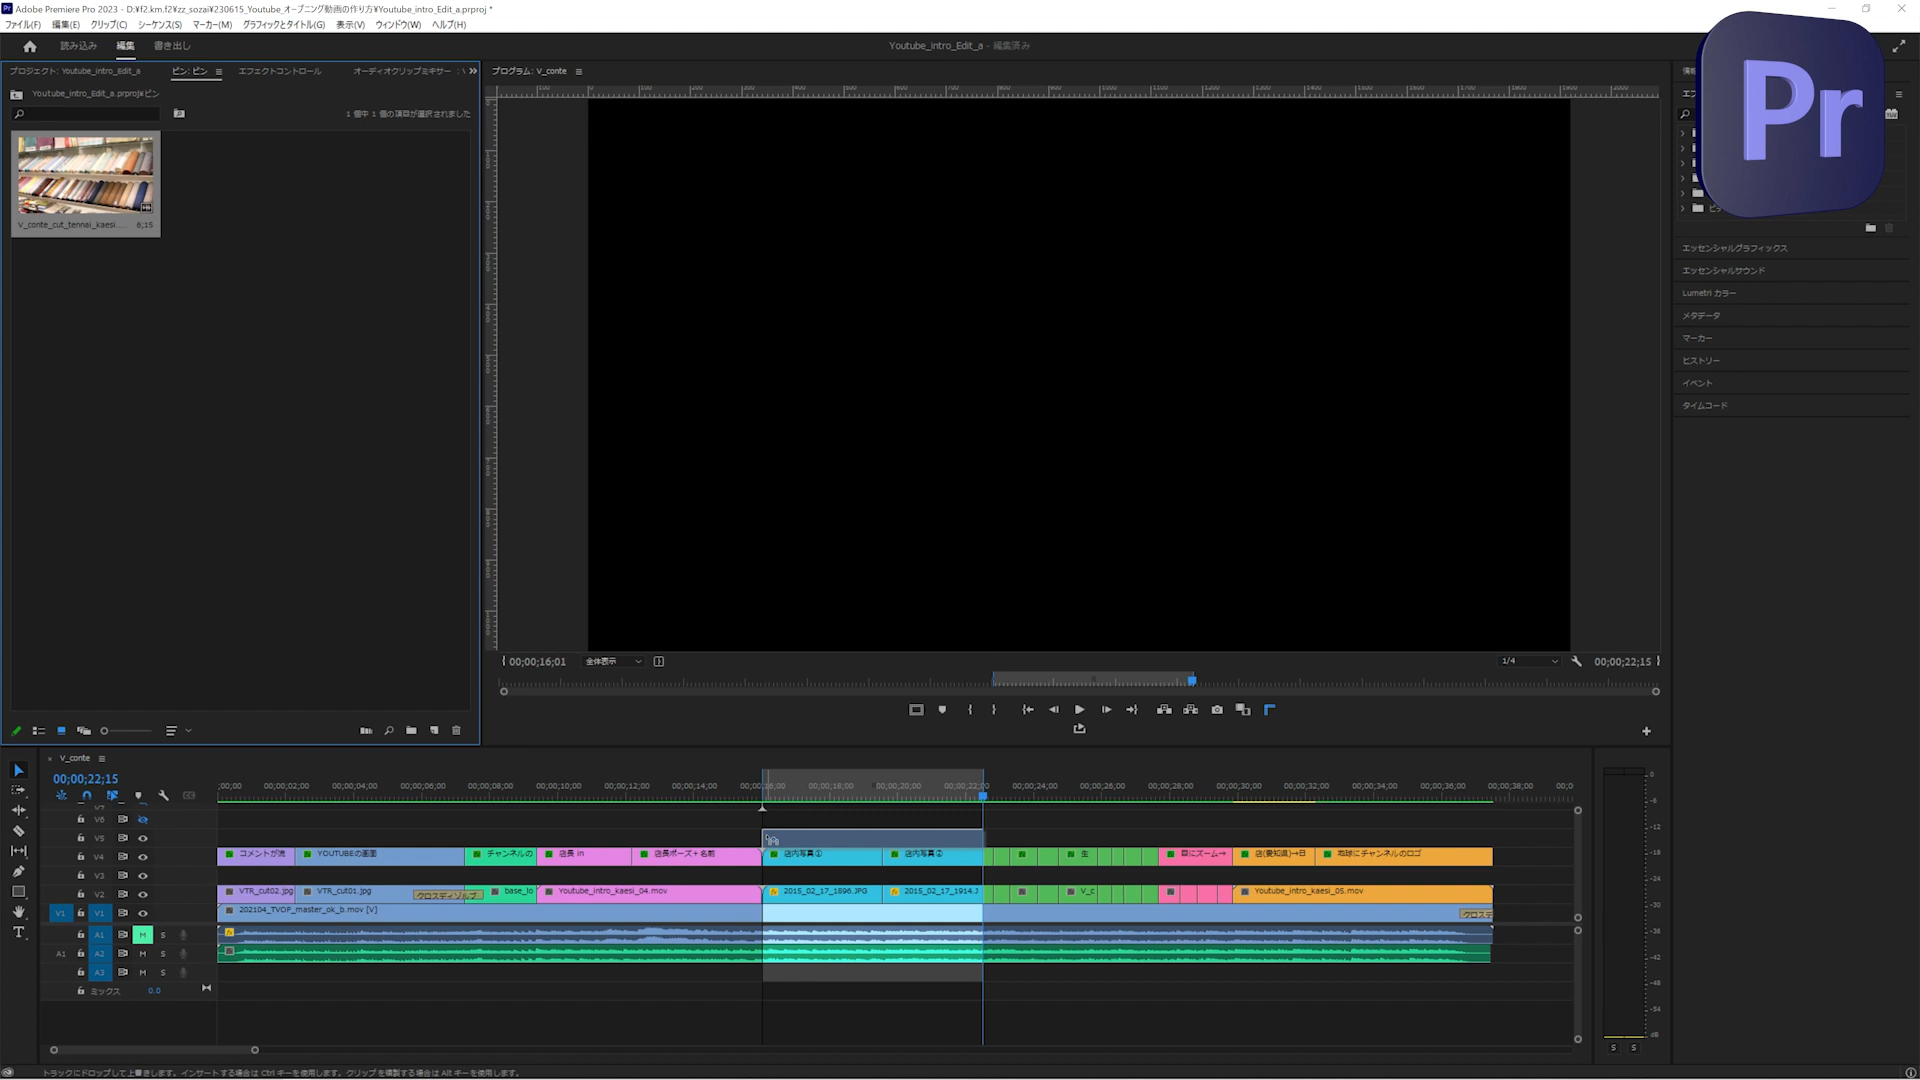 Adobe Premiere Pro 2023 - D:¥f2.km.f2¥zz_sozai¥230615_Youtube_オープニング動画の作り方¥Youtube_intro_Edit_a.prproj *
ファイル(F) 編集(E) クリップ(C) シーケンス(S) マーカー(M) グラフィックとタイトル(G) 表示(V) ウィンドウ(W) ヘルプ(H)
読み込み 編集 書き出し
Youtube_intro_Edit_a - 編集済み
Pr
プロジェクト: Youtube_intro_Edit_a ビン: ビン エフェクトコントロール オーディオクリップミキサー :
プログラム: V_conte
Youtube_intro_Edit_a.prproj¥ビン
1 個中 1 個の項目が選択されました
V_conte_cut_tennai_kaesi... 6;15
エッセンシャルグラフィックス
エッセンシャルサウンド
Lumetri カラー
メタデータ
マーカー
ヒストリー
イベント
タイムコード
00;00;16;01 全体表示 1/4 00;00;22;15
V_conte
00;00;22;15
;00;00 00;00;02;00 00;00;04;00 00;00;06;00 00;00;08;00 00;00;10;00 00;00;12;00 00;00;14;00 00;00;16;00 00;00;18;00 00;00;20;00 00;00;22;00 00;00;24;00 00;00;26;00 00;00;28;00 00;00;30;00 00;00;32;00 00;00;34;00 00;00;36;00 00;00;38;00 00;0
V6
V5
V4 コメントが流 YOUTUBEの画面 チャンネルの 店長 in 店長ポーズ+名前 店内写真① 店内写真② 生 目にズーム→ 店(愛知県)→日 地球にチャンネルのロゴ
V3
V2 VTR_cut02.jpg VTR_cut01.jpg クロスディゾルブ base_lo Youtube_intro_kaesi_04.mov 2015_02_17_1896.JPG 2015_02_17_1914.J V_c Youtube_intro_kaesi_05.mov
V1 V1 202104_TVOP_master_ok_b.mov [V] クロステ
A1 M S
A1 A2 M S
A3 M S
ミックス 0.0
0
-6
-12
-18
-24
-30
-36
-42
-48
-54
dB
S S
トラックにドロップして上書きします。インサートする場合は Ctrl キーを使用します。クリップを複製する場合は Alt キーを使用します。